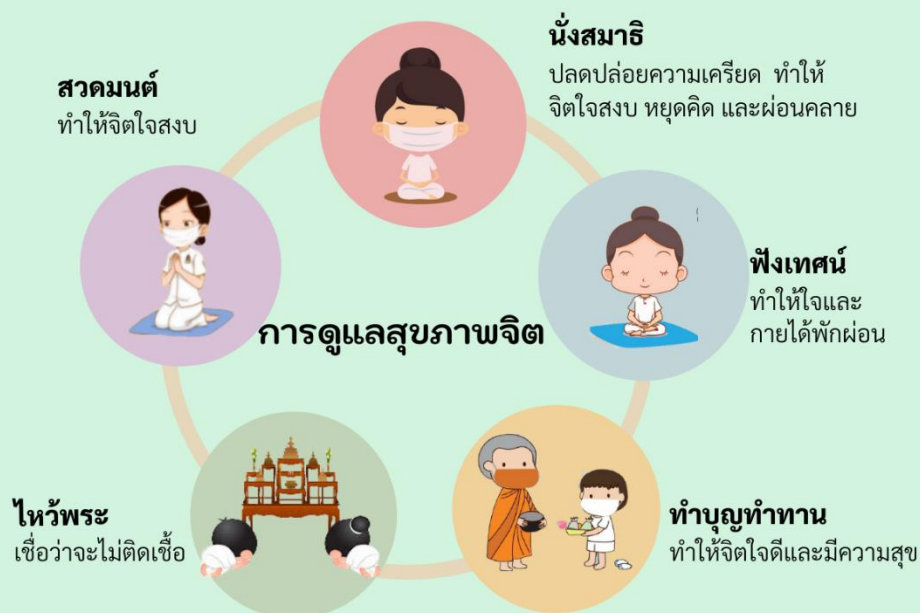 นั่งสมาธิ
ปลดปล่อยความเครียด ทำให้
จิตใจสงบ หยุดคิด และผ่อนคลาย
สวดมนต์
ทำให้จิตใจสงบ
ฟังเทศน์
ทำให้ใจและ
กายได้พักผ่อน
การดูแลสุขภาพจิต
ไหว้พระ
เชื่อว่าจะไม่ติดเชื้อ
ทำบุญทำทาน
ทำให้จิตใจดีและมีความสุข